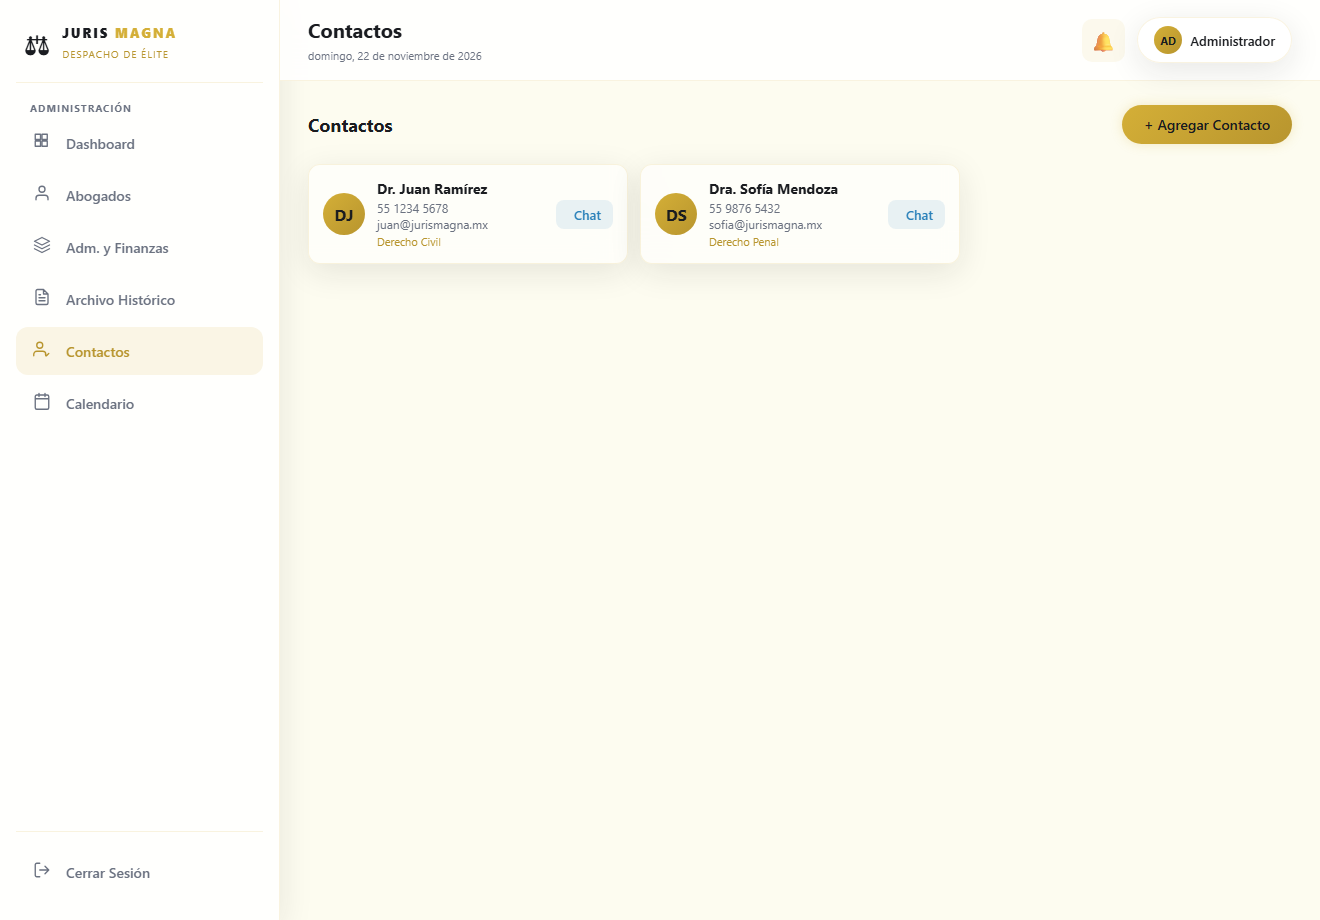 JURIS MAGNA
DESPACHO DE ÉLITE
ADMINISTRACIÓN
Dashboard
Abogados
Adm. y Finanzas
Archivo Histórico
Contactos
Calendario
Cerrar Sesión
Contactos
domingo, 22 de noviembre de 2026
AD Administrador
Contactos
+ Agregar Contacto
DJ
Dr. Juan Ramírez
55 1234 5678
juan@jurismagna.mx
Derecho Civil
Chat
DS
Dra. Sofía Mendoza
55 9876 5432
sofia@jurismagna.mx
Derecho Penal
Chat